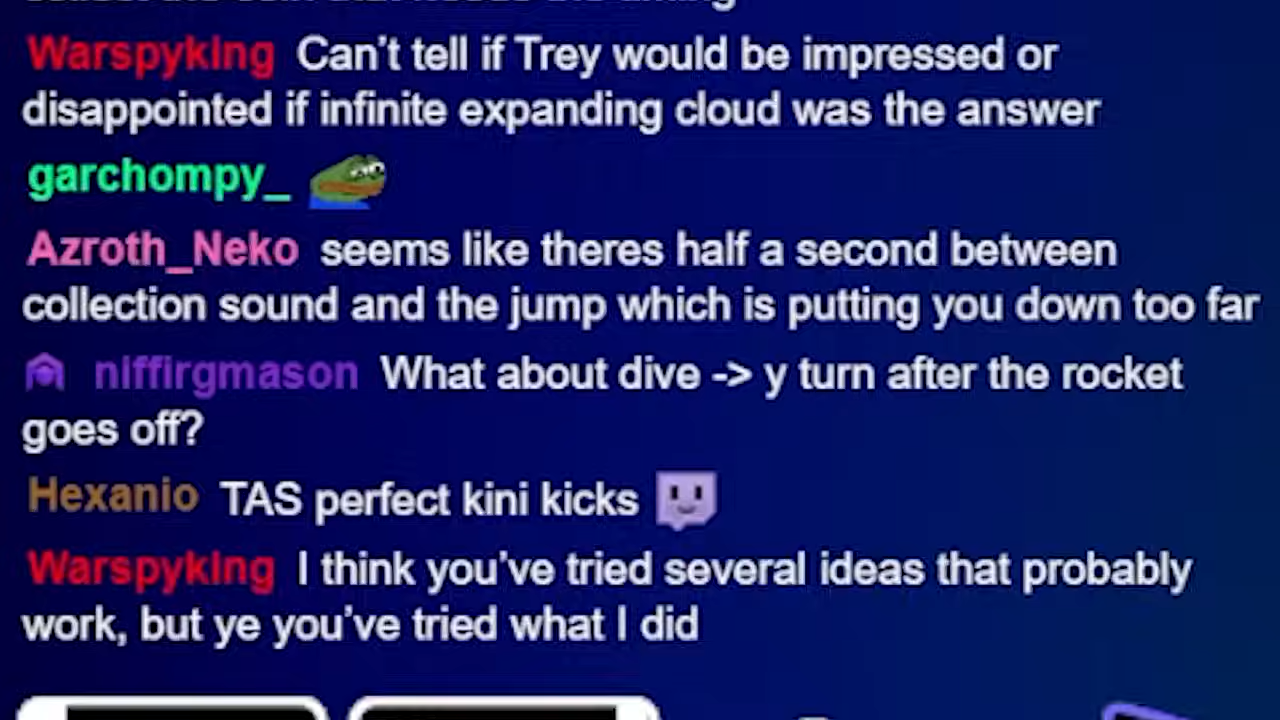 Warspyking Can't tell if Trey would be impressed or
disappointed if infinite expanding cloud was the answer
garchompy_
Azroth_Neko seems like theres half a second between
collection sound and the jump which is putting you down too far
niffirgmason What about dive -> y turn after the rocket
goes off?
Hexanio TAS perfect kini kicks
Warspyking I think you've tried several ideas that probably
work, but ye you've tried what I did